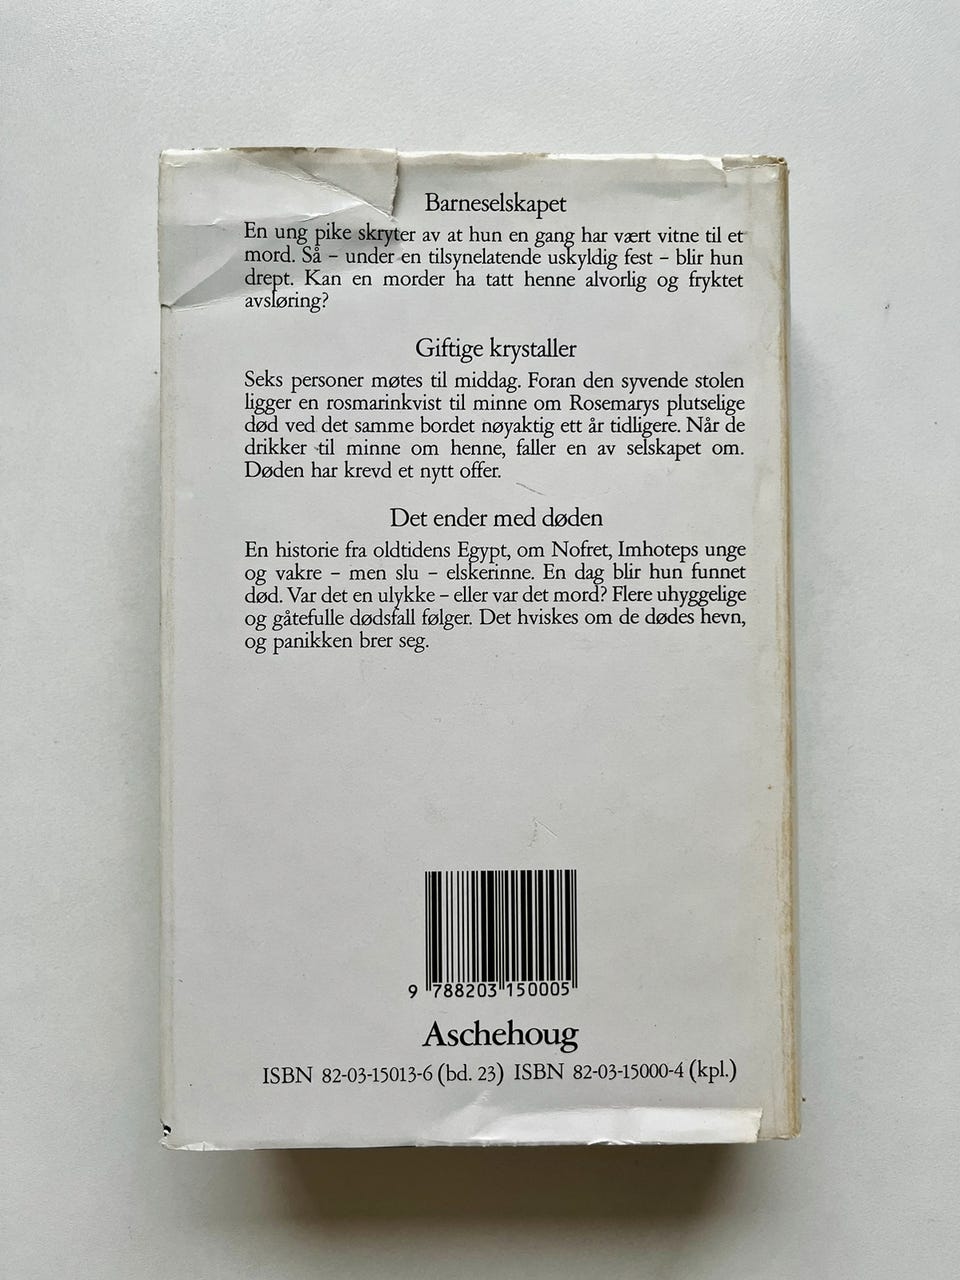 Barneselskapet
En ung pike skryter av at hun en gang har vært vitne til et
mord. Så – under en tilsynelatende uskyldig fest – blir hun
drept. Kan en morder ha tatt henne alvorlig og fryktet
avsløring?
Giftige krystaller
Seks personer møtes til middag. Foran den syvende stolen
ligger en rosmarinkvist til minne om Rosemarys plutselige
død ved det samme bordet nøyaktig ett år tidligere. Når de
drikker til minne om henne, faller en av selskapet om.
Døden har krevd et nytt offer.
Det ender med døden
En historie fra oldtidens Egypt, om Nofret, Imhoteps unge
og vakre – men slu – elskerinne. En dag blir hun funnet
død. Var det en ulykke – eller var det mord? Flere uhyggelige
og gåtefulle dødsfall følger. Det hviskes om de dødes hevn,
og panikken brer seg.
9 788203 150005
Aschehoug
ISBN 82-03-15013-6 (bd. 23) ISBN 82-03-15000-4 (kpl.)